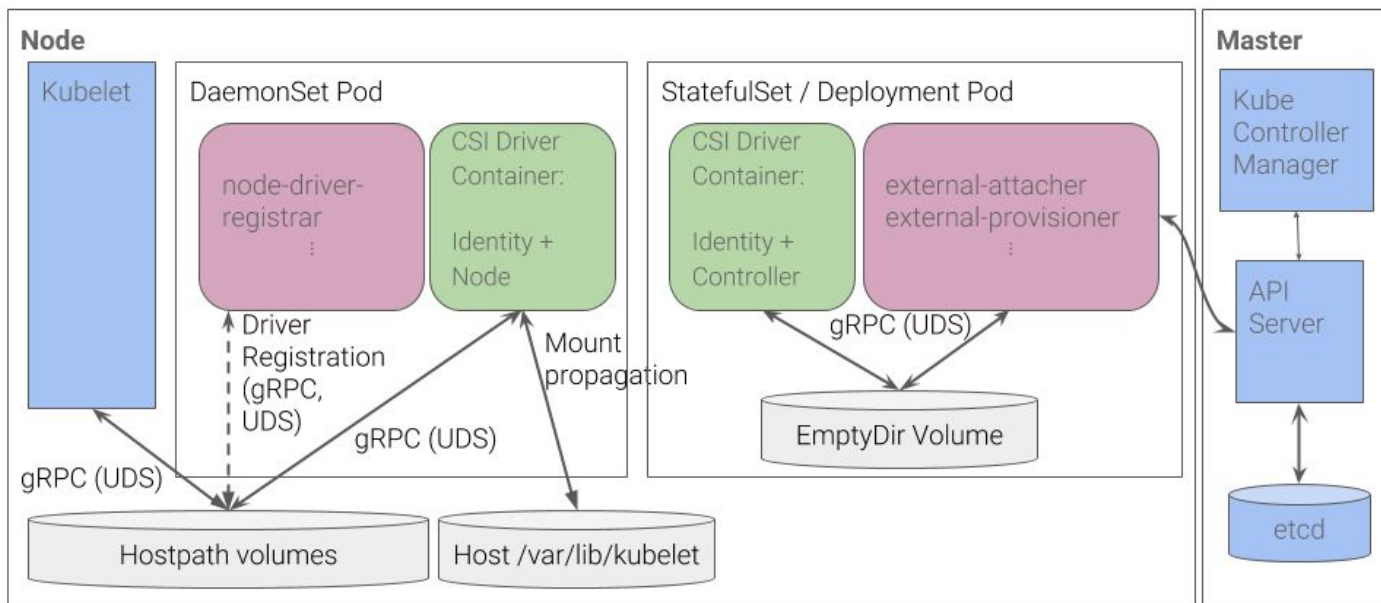 Node
Kubelet
DaemonSet Pod
node-driver-
registrar
⋮
CSI Driver
Container:
Identity +
Node
Driver
Registration
(gRPC,
UDS)
Mount
propagation
gRPC (UDS)
gRPC (UDS)
Hostpath volumes
Host /var/lib/kubelet
StatefulSet / Deployment Pod
CSI Driver
Container:
Identity +
Controller
external-attacher
external-provisioner
⋮
gRPC (UDS)
EmptyDir Volume
Master
Kube
Controller
Manager
API
Server
etcd